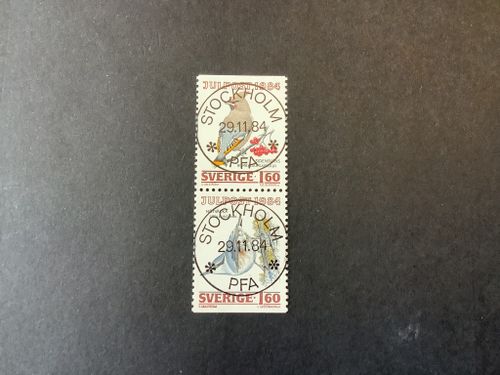 JULPOST 1984
STOCKHOLM
29.11.84
* *
PFA
SVERIGE 1.60
JULPOST 1984
STOCKHOLM
29.11.84
* *
PFA
SVERIGE 1.60